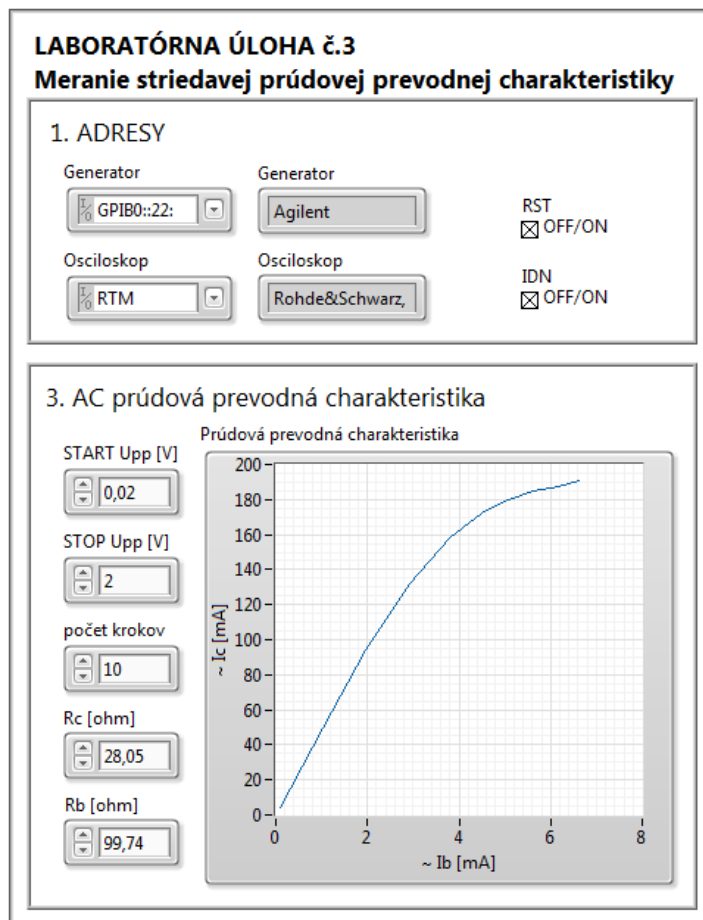 LABORATÓRNA ÚLOHA č.3
Meranie striedavej prúdovej prevodnej charakteristiky
1. ADRESY
Generator
GPIB0::22:
Generator
Agilent
RST
OFF/ON
Osciloskop
RTM
Osciloskop
Rohde&Schwarz,
IDN
OFF/ON
3. AC prúdová prevodná charakteristika
START Upp [V]
0,02
STOP Upp [V]
2
počet krokov
10
Rc [ohm]
28,05
Rb [ohm]
99,74
Prúdová prevodná charakteristika
~ Ic [mA]
200
180
160
140
120
100
80
60
40
20
0
0 2 4 6 8
~ Ib [mA]